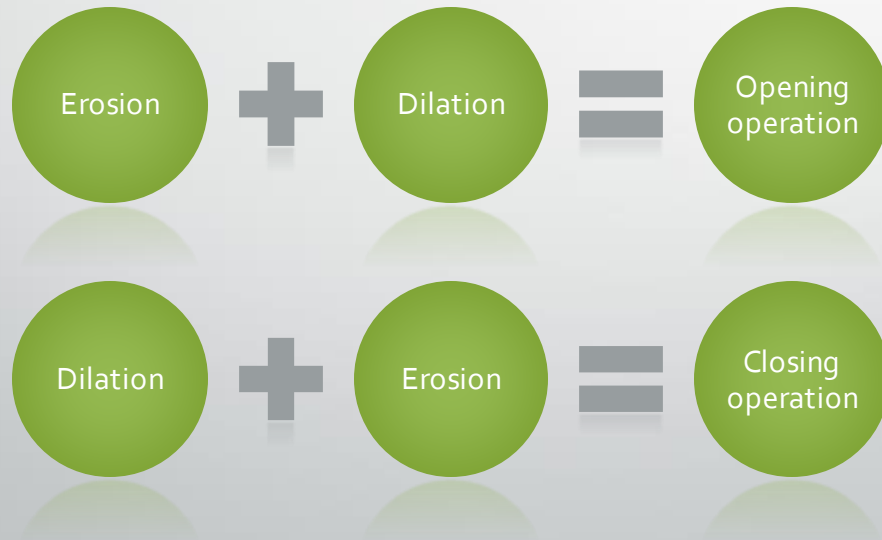 Erosion
Dilation
Opening
operation
Dilation
Erosion
Closing
operation